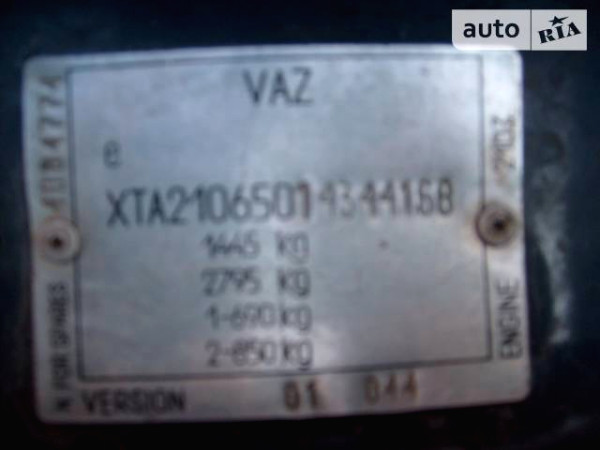 auto RIA
VAZ
e
XTA21065014344168
1445 kg
2795 kg
1-690 kg
2-850 kg
VERSION 01 044
N FOR SPARES 4084774
ENGINE